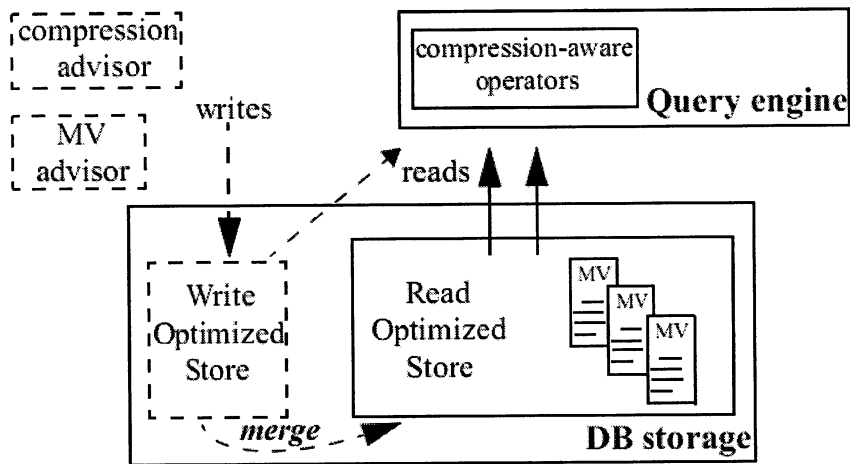 compression
advisor
MV
advisor
writes
compression-aware
operators
Query engine
reads
Write
Optimized
Store
Read
Optimized
Store
MV
MV
MV
merge
DB storage